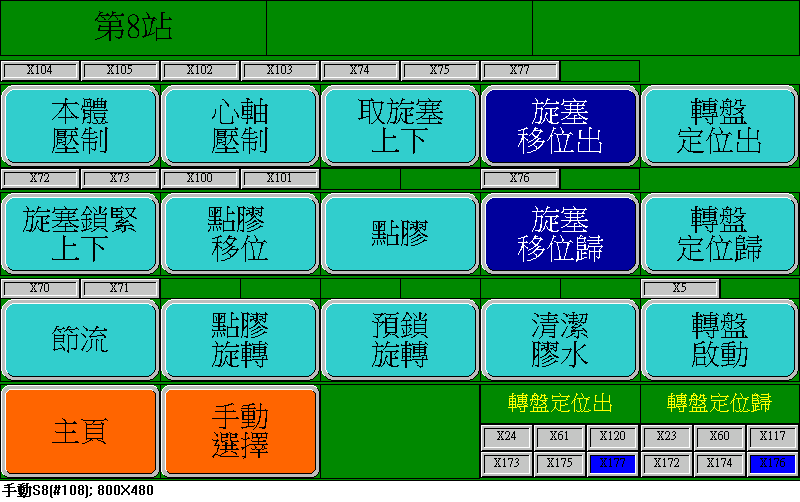 第8站
X104 X105 X102 X103 X74 X75 X77
本體 心軸 取旋塞 旋塞 轉盤
壓制 壓制 上下 移位出 定位出
X72 X73 X100 X101 X76
旋塞鎖緊 點膠 點膠 旋塞 轉盤
上下 移位 移位歸 定位歸
X70 X71 X5
節流 點膠 預鎖 清潔 轉盤
旋轉 旋轉 膠水 啟動
主頁 手動 轉盤定位出 轉盤定位歸
選擇 X24 X61 X120 X23 X60 X117
X173 X175 X177 X172 X174 X176
手動S8(#108); 800X480